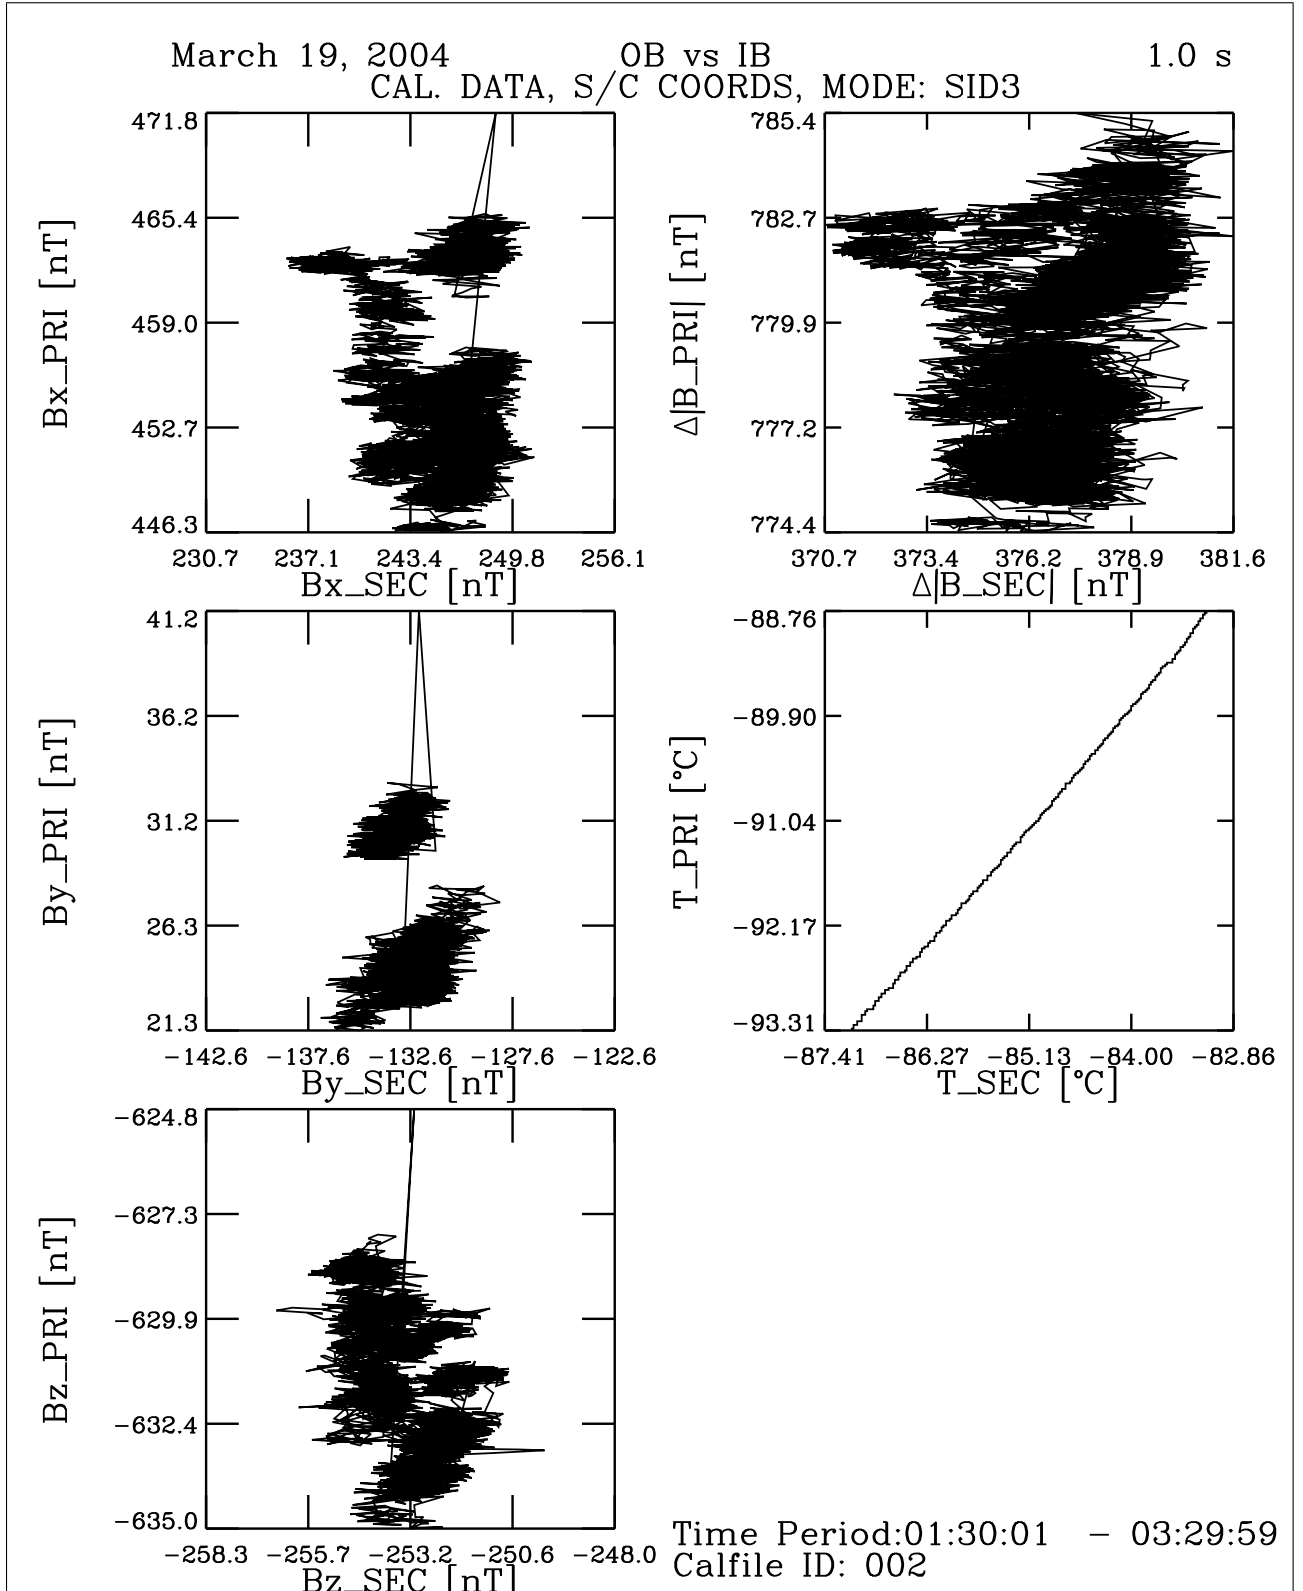 March 19, 2004 OB vs IB 1.0 s
CAL. DATA, S/C COORDS, MODE: SID3
Bx_PRI [nT]
471.8
465.4
459.0
452.7
446.3
230.7 237.1 243.4 249.8 256.1
Bx_SEC [nT]
Δ|B_PRI| [nT]
785.4
782.7
779.9
777.2
774.4
370.7 373.4 376.2 378.9 381.6
Δ|B_SEC| [nT]
By_PRI [nT]
41.2
36.2
31.2
26.3
21.3
-142.6 -137.6 -132.6 -127.6 -122.6
By_SEC [nT]
T_PRI [°C]
-88.76
-89.90
-91.04
-92.17
-93.31
-87.41 -86.27 -85.13 -84.00 -82.86
T_SEC [°C]
Bz_PRI [nT]
-624.8
-627.3
-629.9
-632.4
-635.0
-258.3 -255.7 -253.2 -250.6 -248.0
Bz_SEC [nT]
Time Period:01:30:01 - 03:29:59
Calfile ID: 002